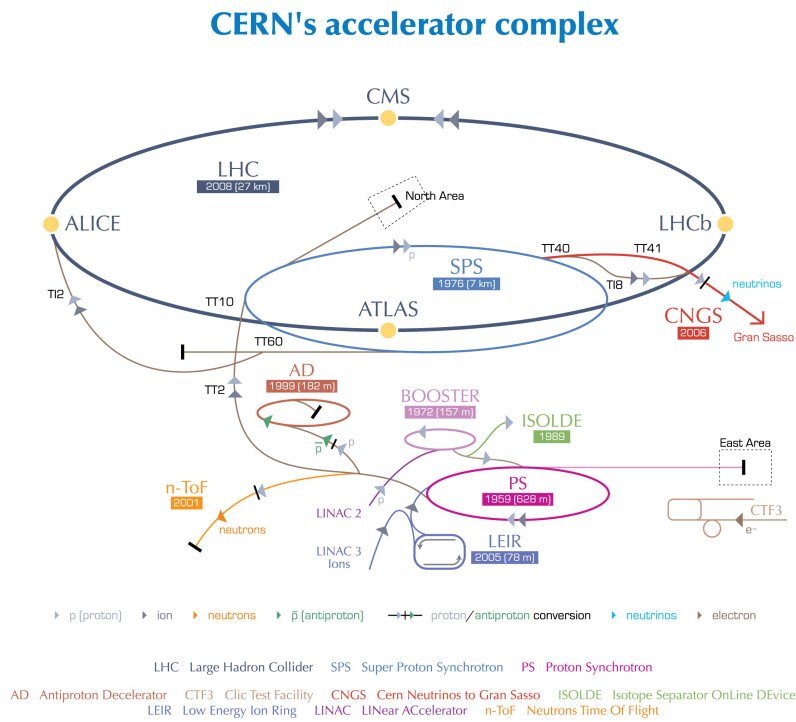 CERN's accelerator complex
CMS
LHC
2008 (27 km)
North Area
ALICE
LHCb
TT40
TT41
SPS
1976 (7 km)
p
TI8
neutrinos
TI2
TT10
ATLAS
CNGS
2006
Gran Sasso
TT60
AD
1999 (182 m)
TT2
BOOSTER
1972 (157 m)
ISOLDE
1989
p̅
p
East Area
n-ToF
2001
PS
1959 (628 m)
p
LINAC 2
neutrons
CTF3
e-
LEIR
2005 (78 m)
LINAC 3
Ions
p (proton)
ion
neutrons
p̅ (antiproton)
proton/antiproton conversion
neutrinos
electron
LHC Large Hadron Collider SPS Super Proton Synchrotron PS Proton Synchrotron
AD Antiproton Decelerator CTF3 Clic Test Facility CNGS Cern Neutrinos to Gran Sasso ISOLDE Isotope Separator OnLine DEvice
LEIR Low Energy Ion Ring LINAC LINear ACcelerator n-ToF Neutrons Time Of Flight